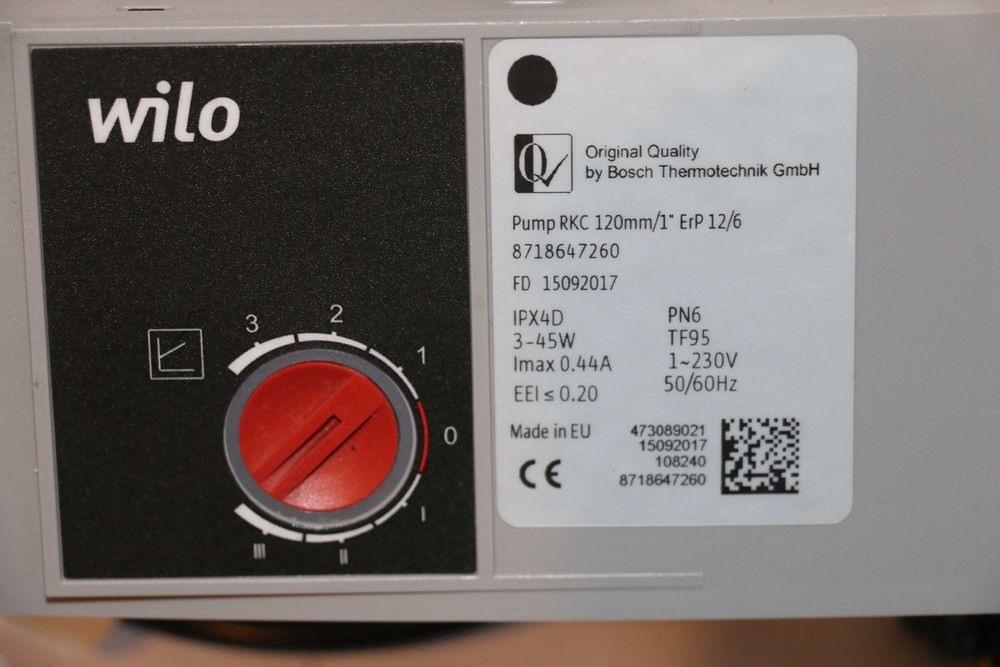 wilo
3
2
1
0
I
II
III
Original Quality
by Bosch Thermotechnik GmbH
Pump RKC 120mm/1" ErP 12/6
8718647260
FD 15092017
IPX4D PN6
3-45W TF95
Imax 0.44A 1~230V
EEI ≤ 0.20 50/60Hz
Made in EU 473089021
15092017
108240
CE 8718647260